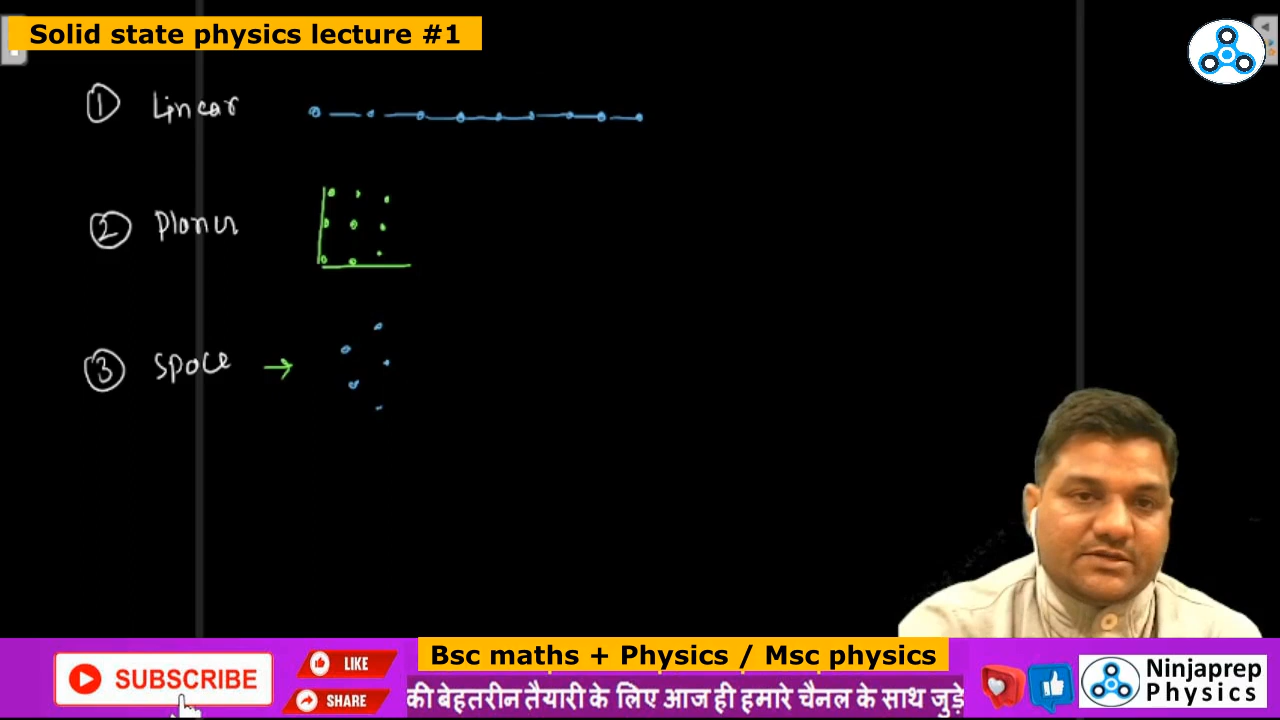 Solid state physics lecture #1
① Linear
② Planer
③ Space →
Bsc maths + Physics / Msc physics
SUBSCRIBE
LIKE
SHARE
की बेहतरीन तैयारी के लिए आज ही हमारे चैनल के साथ जुड़े
Ninjaprep
Physics